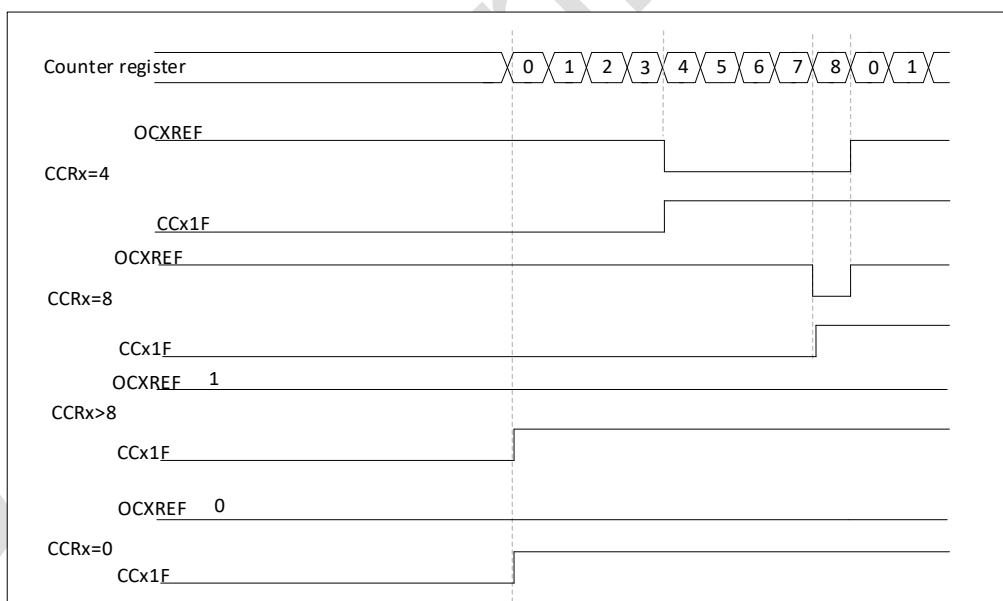 Counter register 0 1 2 3 4 5 6 7 8 0 1
OCXREF
CCRx=4
CCx1F
OCXREF
CCRx=8
CCx1F
OCXREF 1
CCRx>8
CCx1F
OCXREF 0
CCRx=0
CCx1F